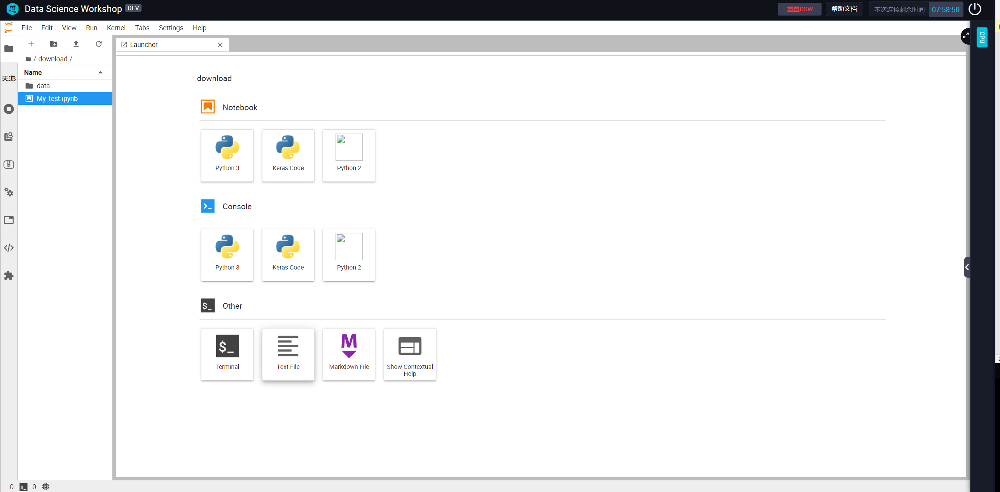 Data Science Workshop DEV
重置DSW 帮助文档 本次连接剩余时间 07:58:50
File Edit View Run Kernel Tabs Settings Help
CPU
Launcher
/ download /
Name
天池
data
My_test.ipynb
download
Notebook
Python 3 Keras Code Python 2
Console
>_
Python 3 Keras Code Python 2
$_ Other
$_ M
Terminal Text File Markdown File Show Contextual
Help
0 $_ 0